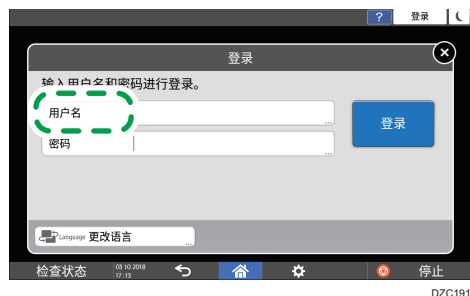 ? 登录
登录
输入用户名和密码进行登录。
用户名
...
登录
密码
...
Language 更改语言
...
检查状态 03 10 2018
17:13
停止
DZC191